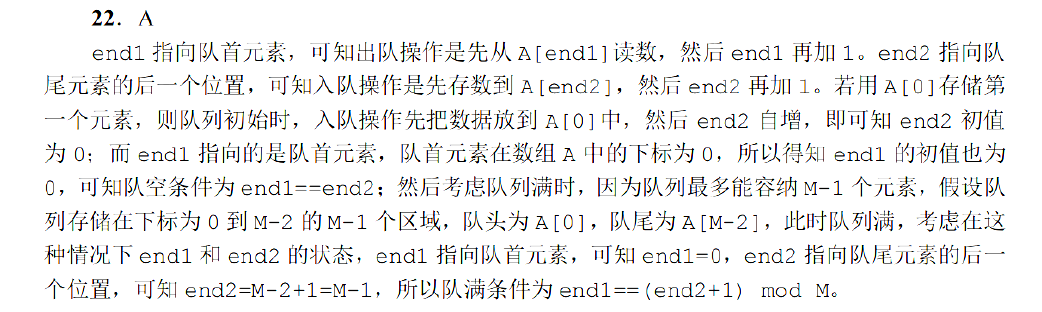 22. A
end1 指向队首元素，可知出队操作是先从 A[end1]读数，然后 end1 再加 1。end2 指向队
尾元素的后一个位置，可知入队操作是先存数到 A[end2]，然后 end2 再加 1。若用 A[0]存储第
一个元素，则队列初始时，入队操作先把数据放到 A[0]中，然后 end2 自增，即可知 end2 初值
为 0；而 end1 指向的是队首元素，队首元素在数组 A 中的下标为 0，所以得知 end1 的初值也为
0，可知队空条件为 end1==end2；然后考虑队列满时，因为队列最多能容纳 M-1 个元素，假设队
列存储在下标为 0 到 M-2 的 M-1 个区域，队头为 A[0]，队尾为 A[M-2]，此时队列满，考虑在这
种情况下 end1 和 end2 的状态，end1 指向队首元素，可知 end1=0，end2 指向队尾元素的后一
个位置，可知 end2=M-2+1=M-1，所以队满条件为 end1==(end2+1) mod M。